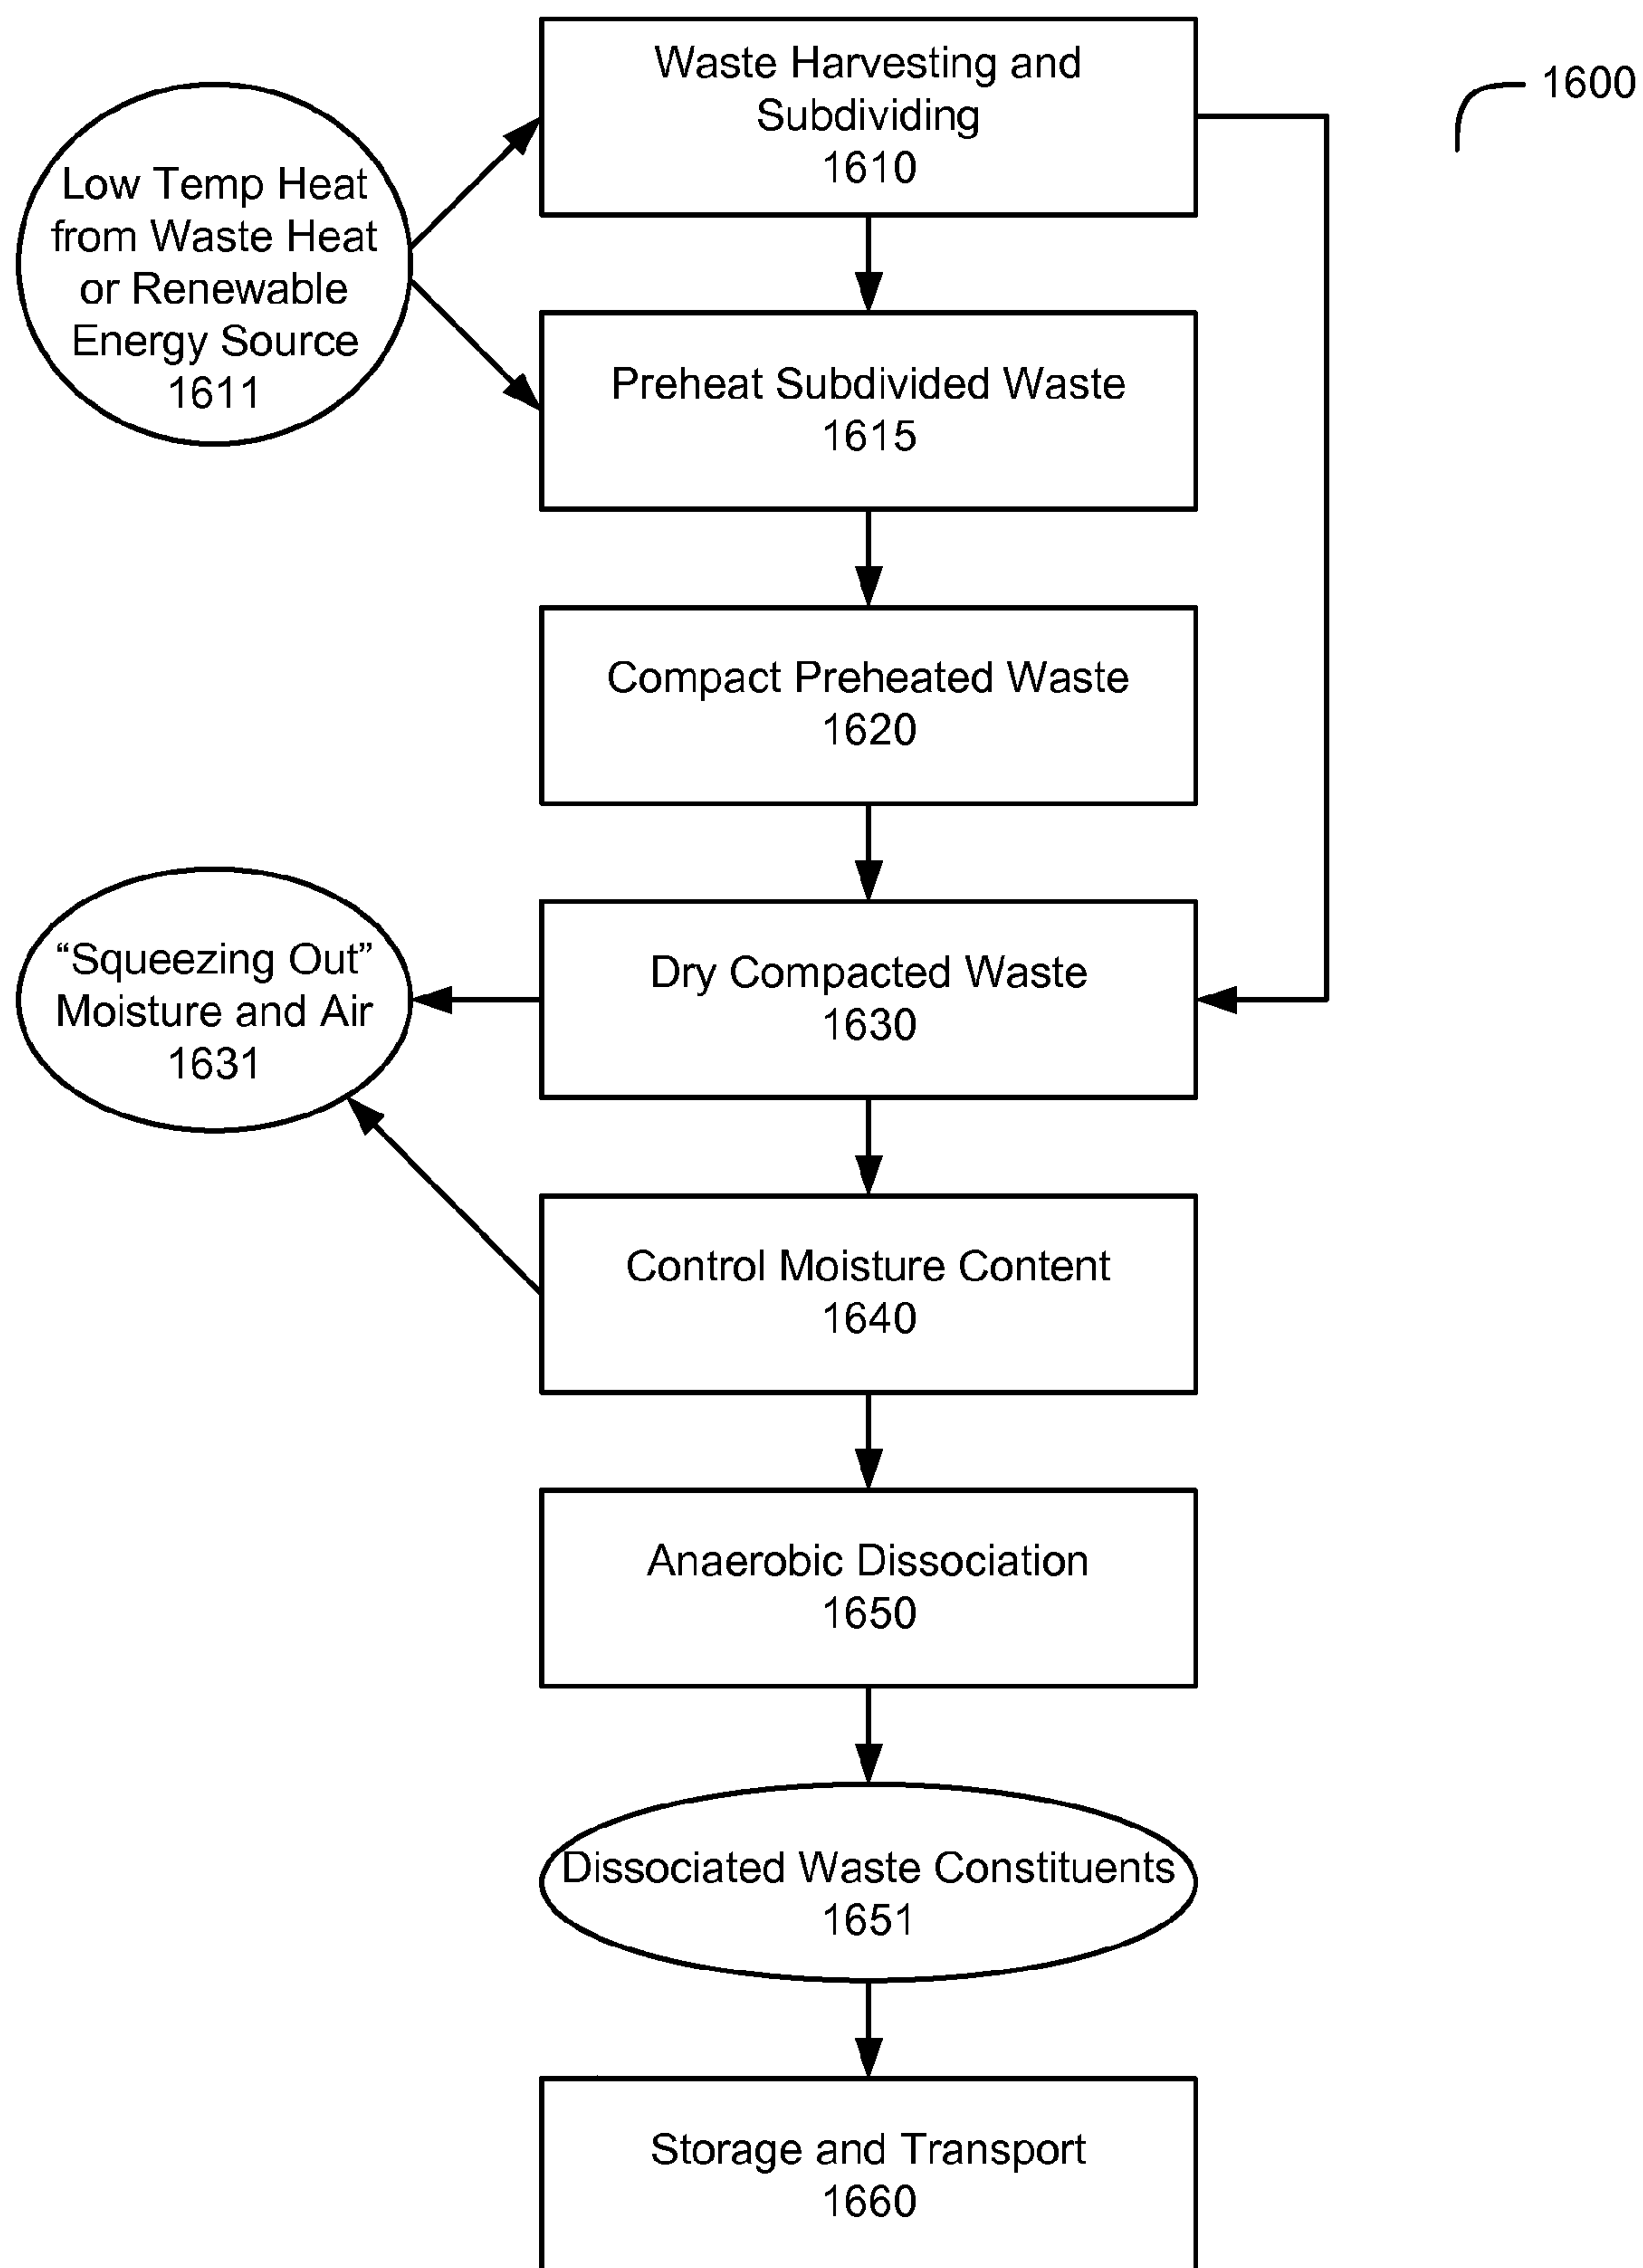 Waste Harvesting and
Subdividing
1610
1600
Low Temp Heat
from Waste Heat
or Renewable
Energy Source
1611
Preheat Subdivided Waste
1615
Compact Preheated Waste
1620
“Squeezing Out”
Moisture and Air
1631
Dry Compacted Waste
1630
Control Moisture Content
1640
Anaerobic Dissociation
1650
Dissociated Waste Constituents
1651
Storage and Transport
1660